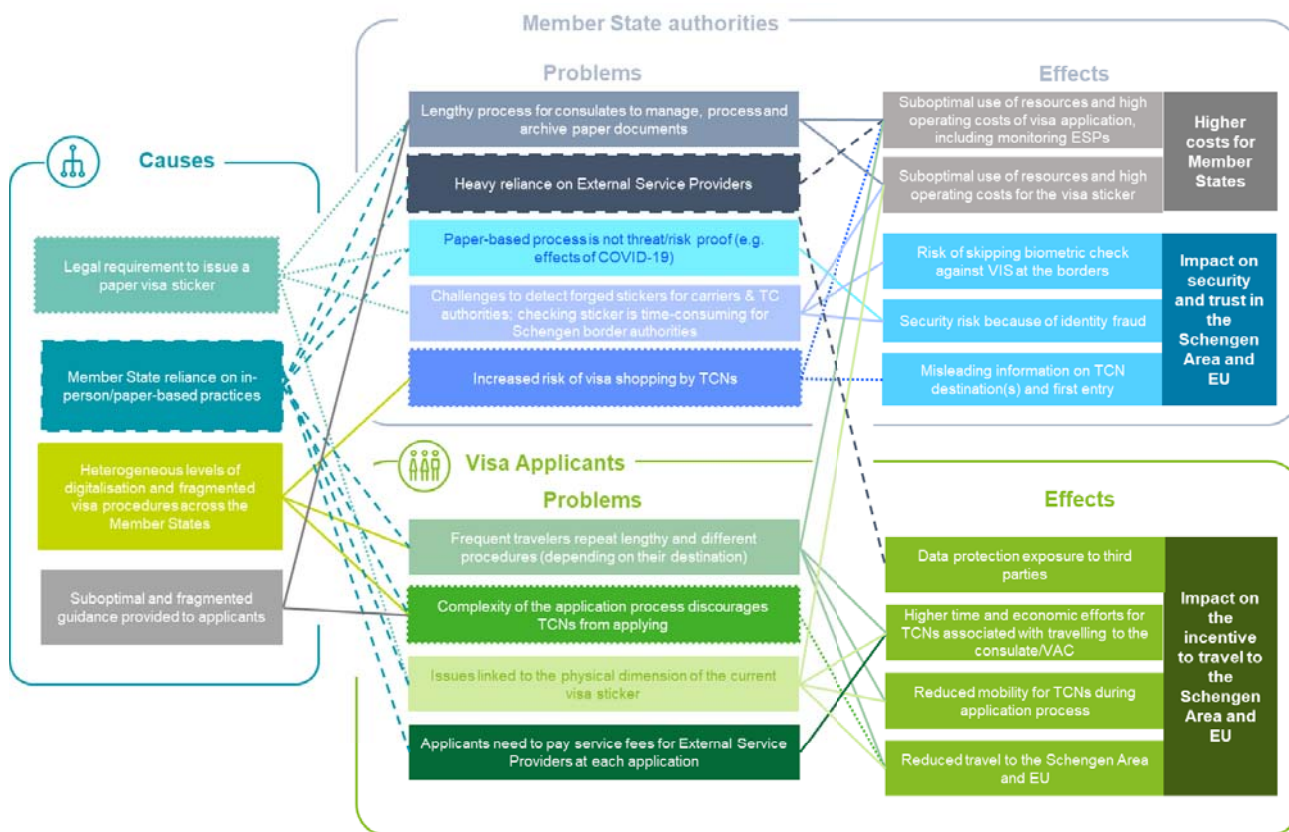 Member State authorities
Problems
Effects
Lengthy process for consulates to manage, process and
archive paper documents
Heavy reliance on External Service Providers
Paper-based process is not threat/risk proof (e.g.
effects of COVID-19)
Challenges to detect forged stickers for carriers & TC
authorities; checking sticker is time-consuming for
Schengen border authorities
Increased risk of visa shopping by TCNs
Suboptimal use of resources and high
operating costs of visa application,
including monitoring ESPs
Suboptimal use of resources and high
operating costs for the visa sticker
Higher
costs for
Member
States
Risk of skipping biometric check
against VIS at the borders
Security risk because of identity fraud
Misleading information on TCN
destination(s) and first entry
Impact on
security
and trust in
the
Schengen
Area and
EU
Causes
Legal requirement to issue a
paper visa sticker
Member State reliance on in-
person/paper-based practices
Heterogeneous levels of
digitalisation and fragmented
visa procedures across the
Member States
Suboptimal and fragmented
guidance provided to applicants
Visa Applicants
Problems
Effects
Frequent travelers repeat lengthy and different
procedures (depending on their destination)
Complexity of the application process discourages
TCNs from applying
Issues linked to the physical dimension of the current
visa sticker
Applicants need to pay service fees for External Service
Providers at each application
Data protection exposure to third
parties
Higher time and economic efforts for
TCNs associated with travelling to the
consulate/VAC
Reduced mobility for TCNs during
application process
Reduced travel to the Schengen Area
and EU
Impact on
the
incentive
to travel to
the
Schengen
Area and
EU